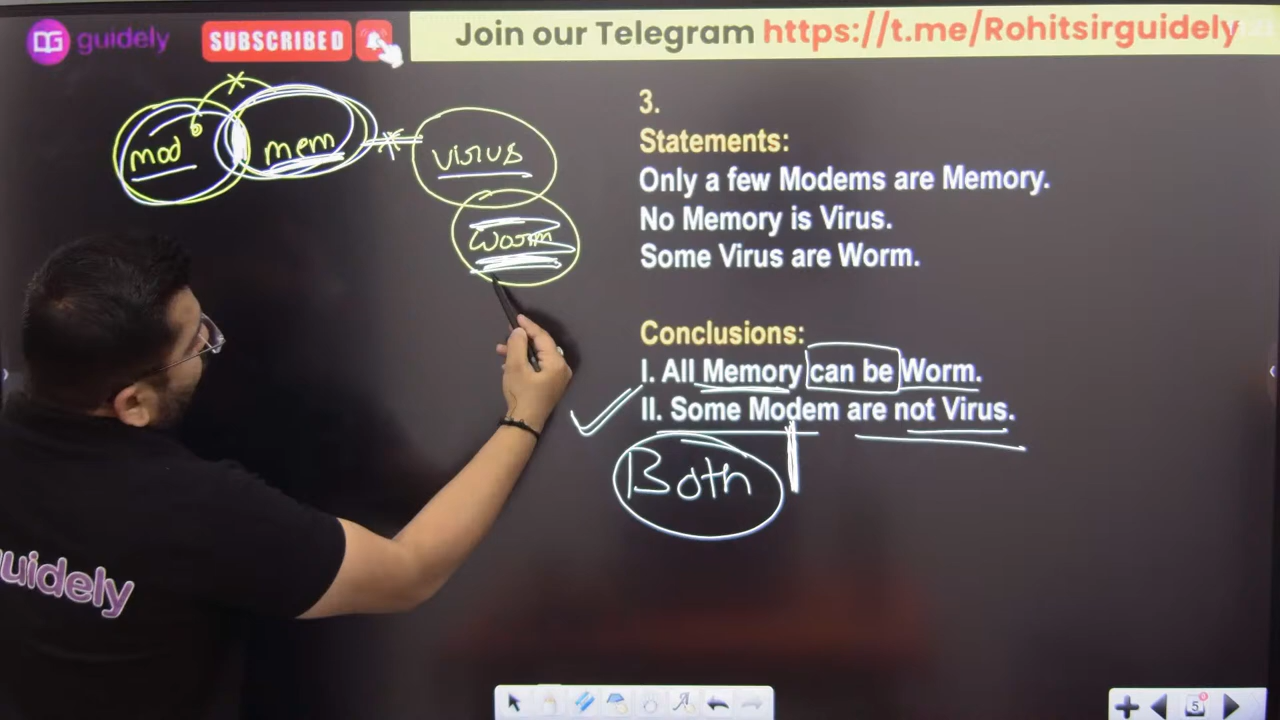 guidely
SUBSCRIBED
Join our Telegram https://t.me/Rohitsirguidely
mod
mem
virus
worm
3.
Statements:
Only a few Modems are Memory.
No Memory is Virus.
Some Virus are Worm.
Conclusions:
I. All Memory can be Worm.
II. Some Modem are not Virus.
Both
guidely
5